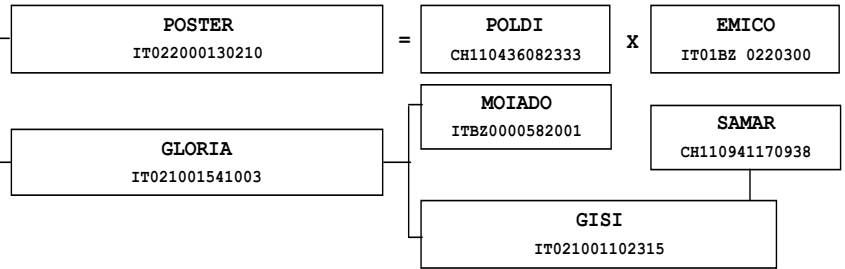 POSTER
IT022000130210
=
POLDI
CH110436082333
X
EMICO
IT01BZ 0220300
MOIADO
ITBZ0000582001
SAMAR
CH110941170938
GLORIA
IT021001541003
GISI
IT021001102315